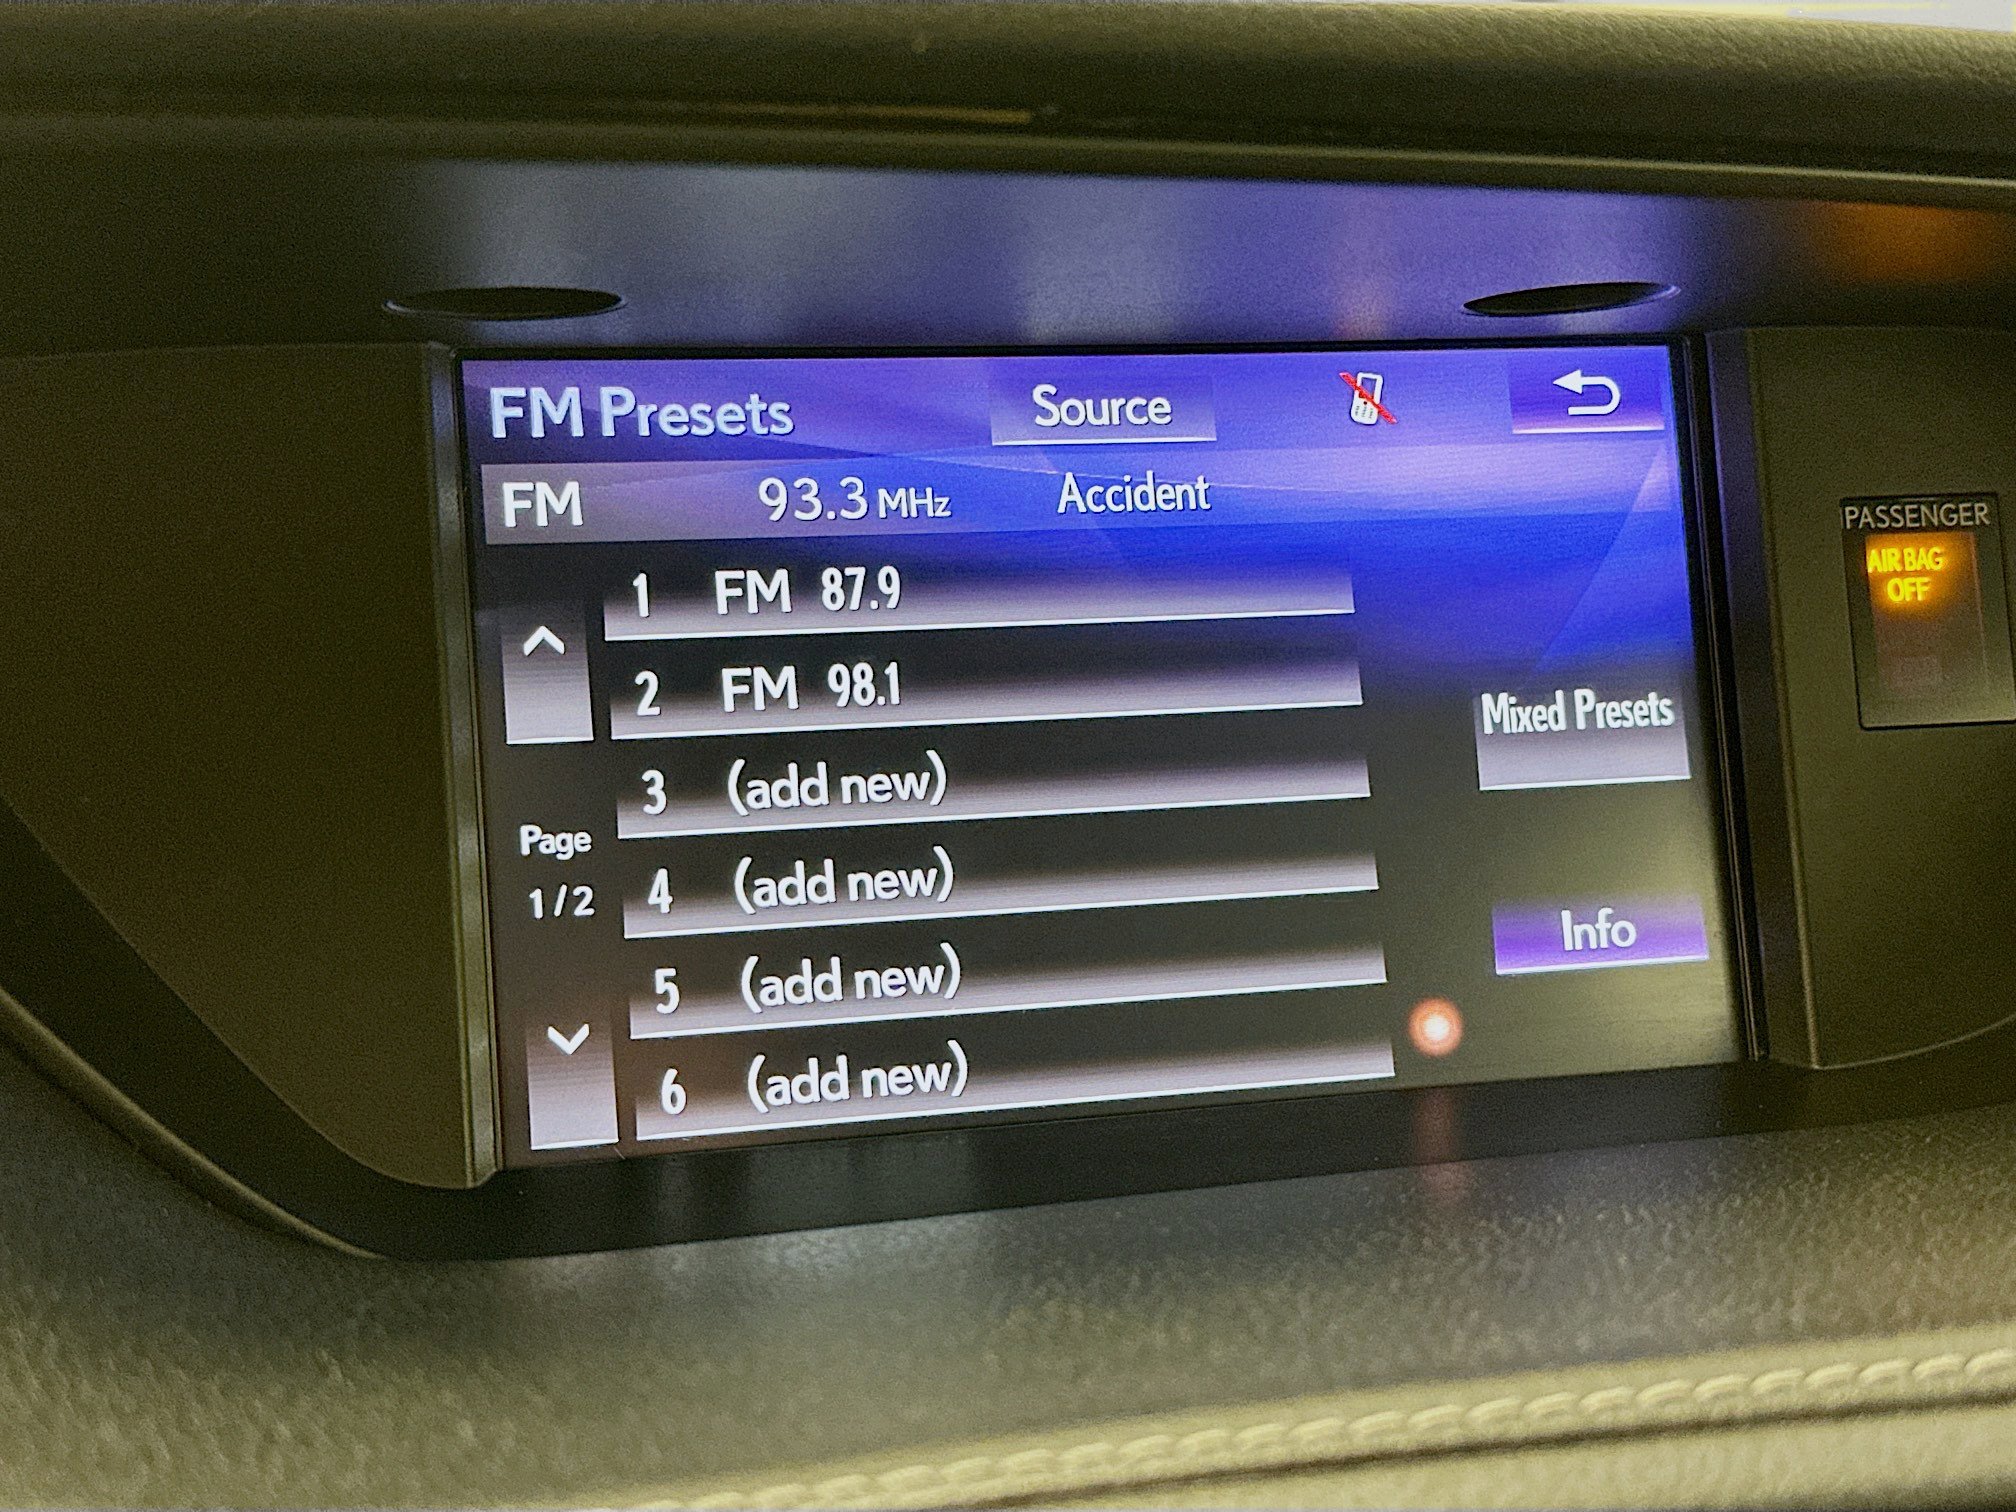 FM Presets Source
FM 93.3 MHz Accident
1 FM 87.9
2 FM 98.1
3 (add new)
4 (add new)
5 (add new)
6 (add new)
Page
1/2
Mixed Presets
Info
PASSENGER
AIR BAG
OFF